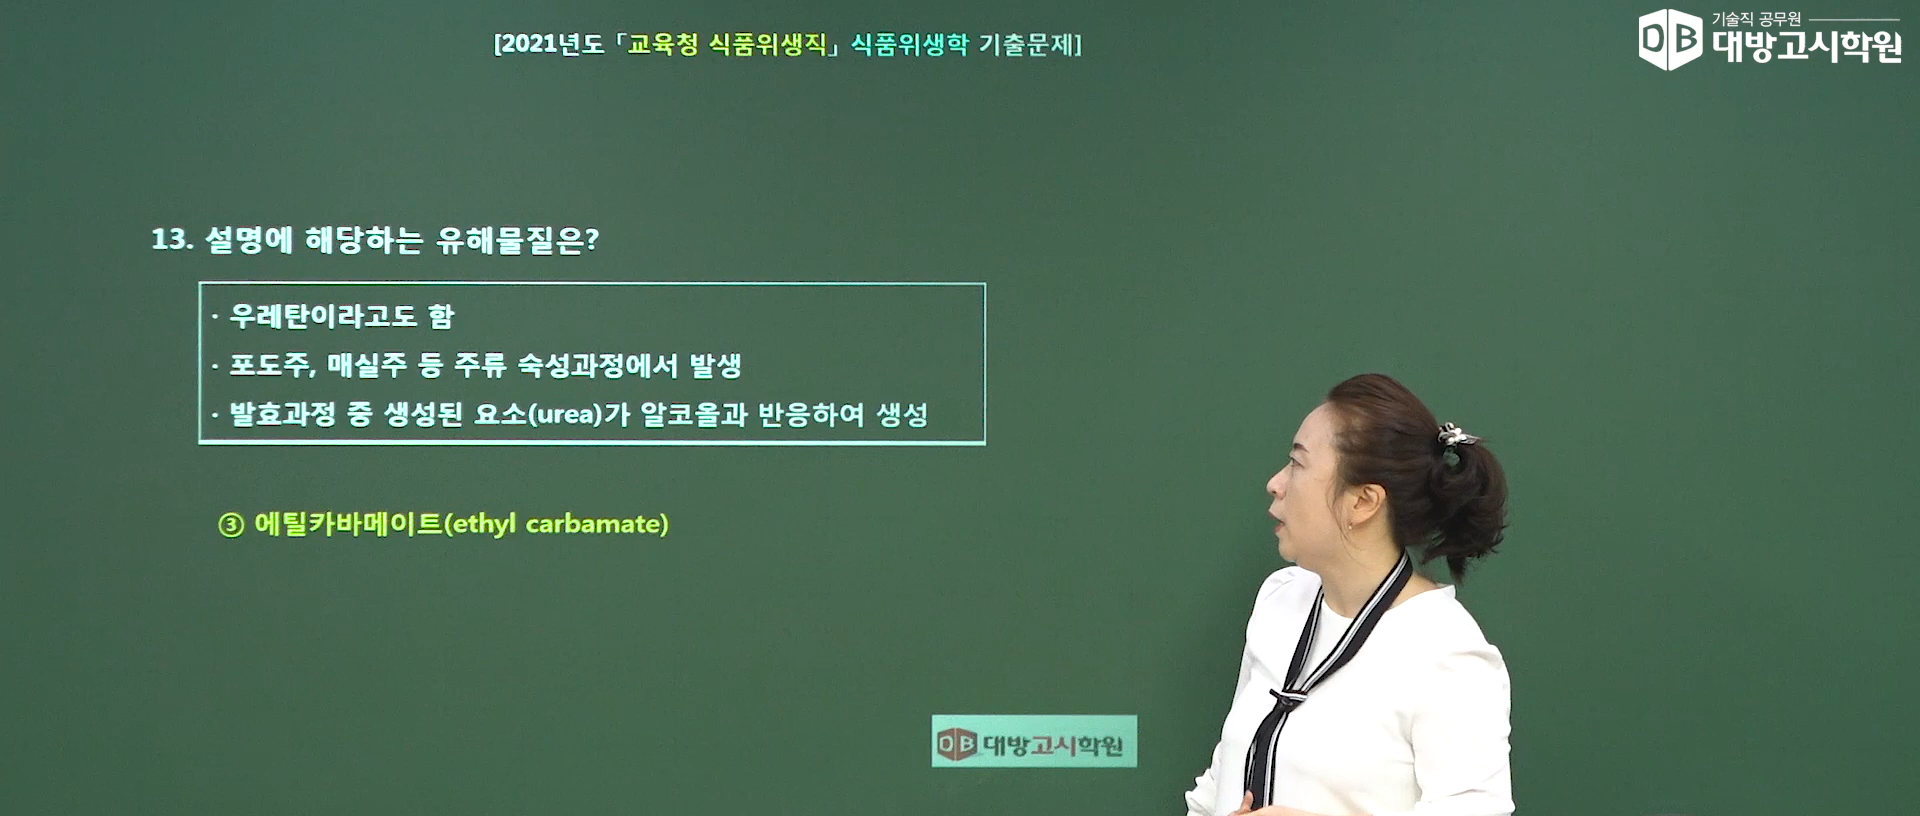 [2021년도 「교육청 식품위생직」 식품위생학 기출문제]
기술직 공무원
DB 대방고시학원
13. 설명에 해당하는 유해물질은?
· 우레탄이라고도 함
· 포도주, 매실주 등 주류 숙성과정에서 발생
· 발효과정 중 생성된 요소(urea)가 알코올과 반응하여 생성
③ 에틸카바메이트(ethyl carbamate)
DB 대방고시학원